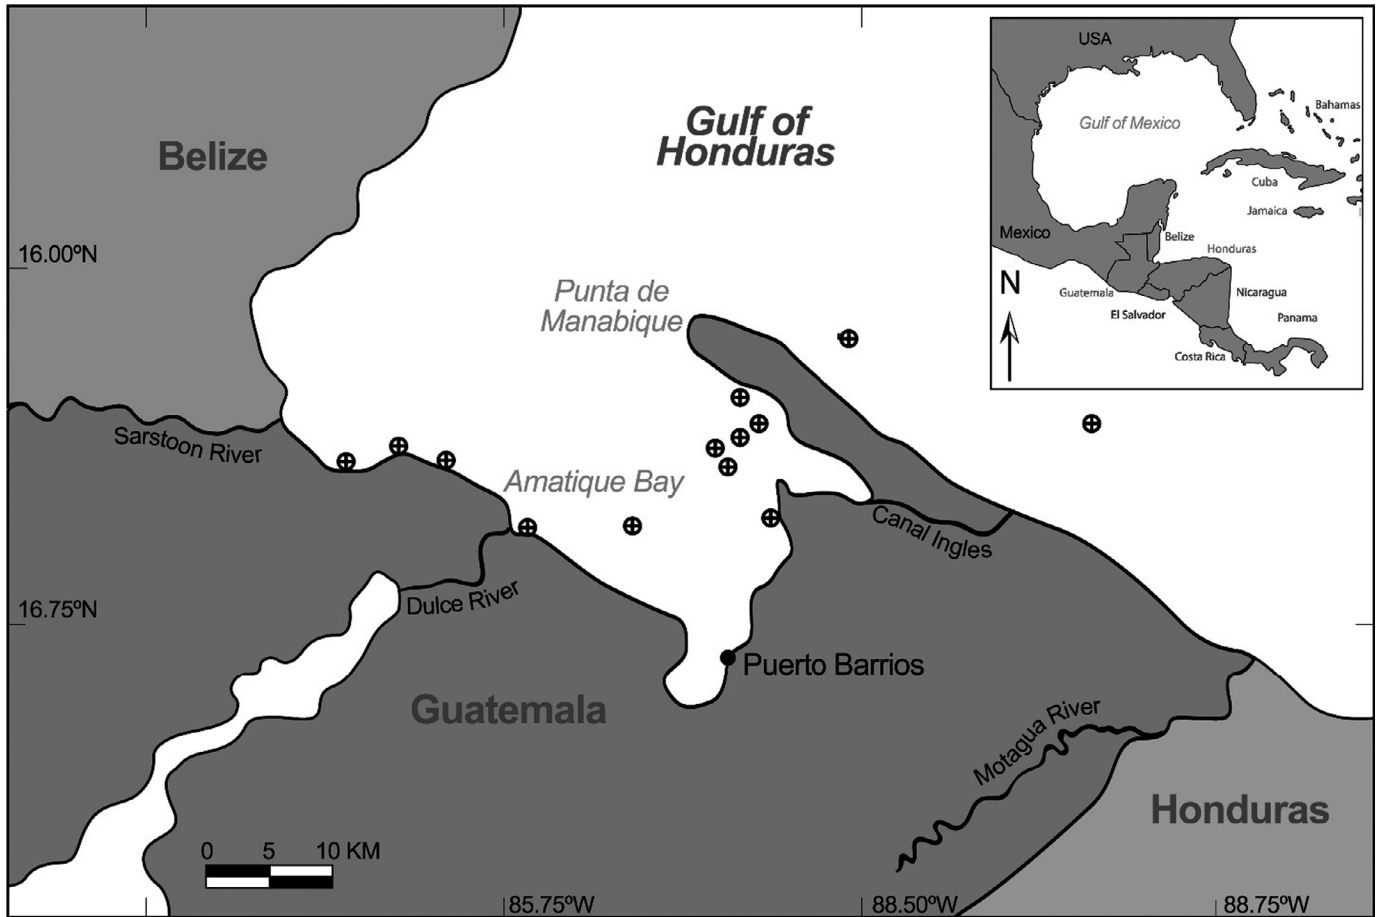 Gulf of
Honduras
Belize
16.00ºN
Punta de
Manabique
Sarstoon River
Amatique Bay
Canal Ingles
Dulce River
16.75ºN
Puerto Barrios
Guatemala
Motagua River
Honduras
0 5 10 KM
85.75ºW
88.50ºW
88.75ºW
USA
Gulf of Mexico
Bahamas
Cuba
Jamaica
Mexico
Belize
Honduras
N
Guatemala
Nicaragua
El Salvador
Panama
Costa Rica